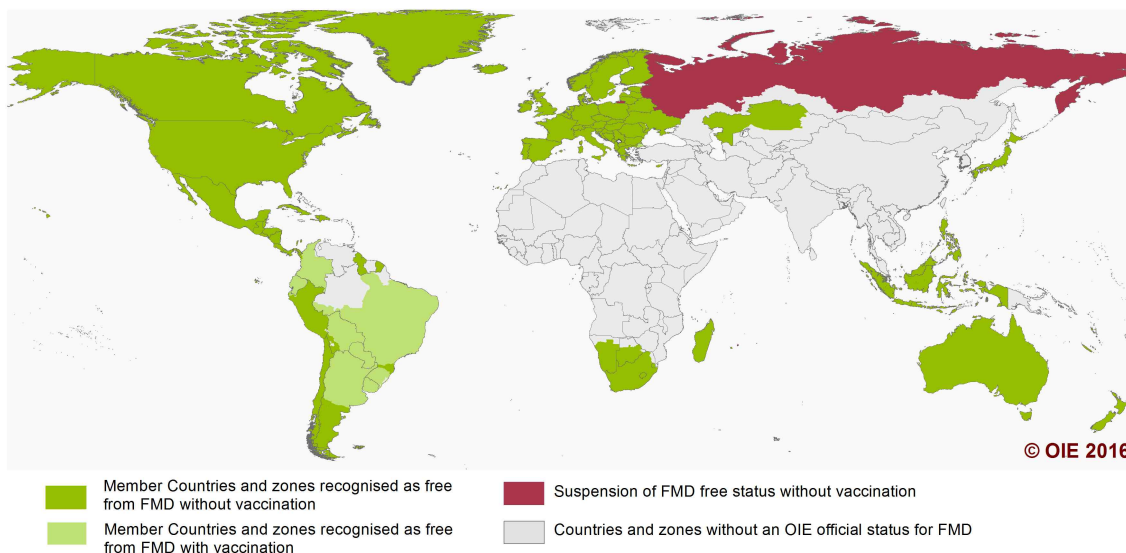 © OIE 2016
Member Countries and zones recognised as free
from FMD without vaccination
Suspension of FMD free status without vaccination
Member Countries and zones recognised as free
from FMD with vaccination
Countries and zones without an OIE official status for FMD